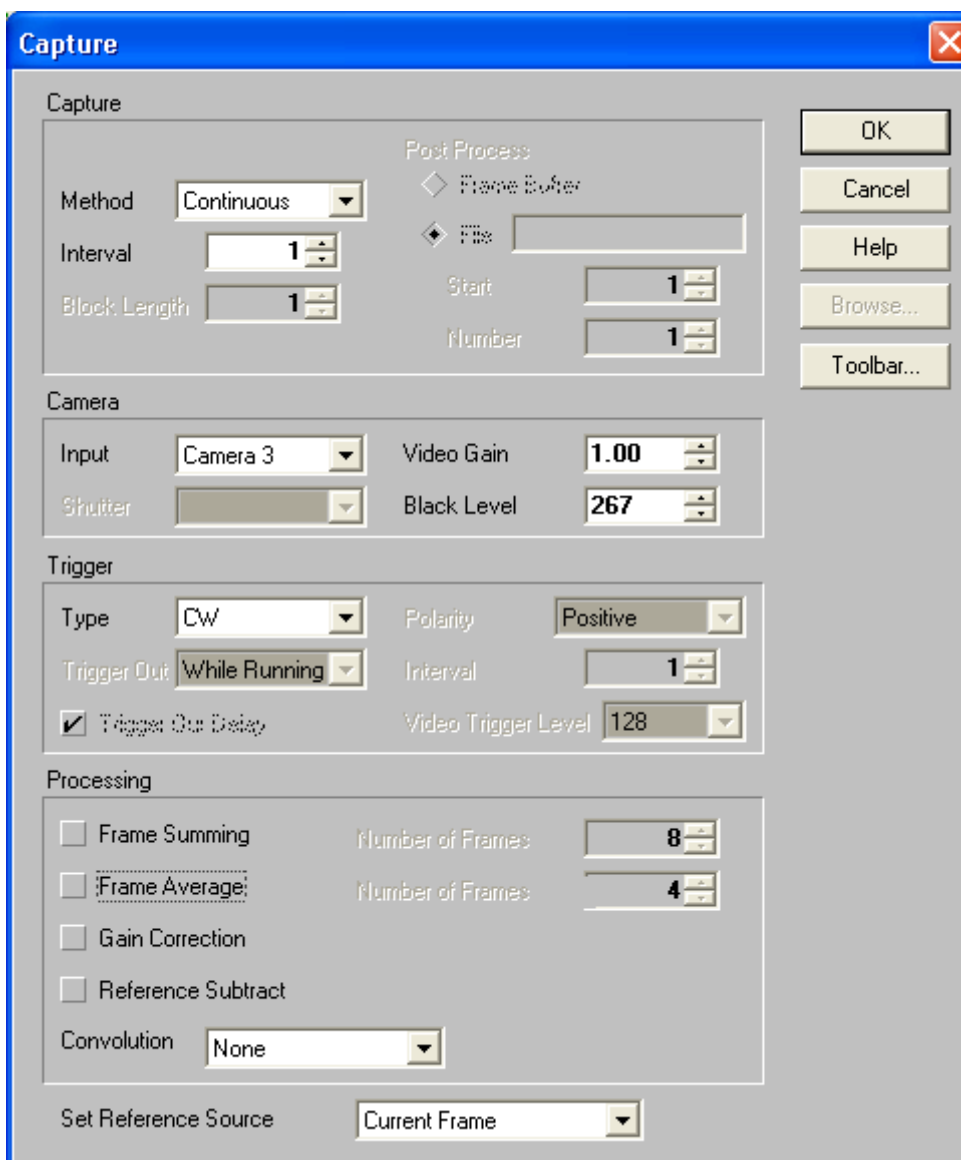 Capture
Capture
OK
Post Process
Frame Buffer
Cancel
Method Continuous
File
Help
Interval 1
Start 1
Browse...
Block Length 1
Number 1
Toolbar...
Camera
Input Camera 3 Video Gain 1.00
Shutter Black Level 267
Trigger
Type CW Polarity Positive
Trigger Out While Running Interval 1
Trigger Out Delay Video Trigger Level 128
Processing
Frame Summing Number of Frames 8
Frame Average Number of Frames 4
Gain Correction
Reference Subtract
Convolution None
Set Reference Source Current Frame